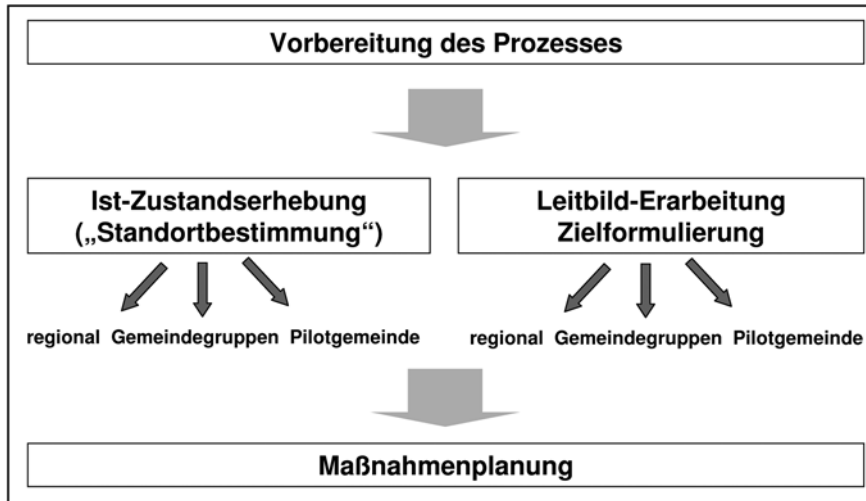 Vorbereitung des Prozesses
Ist-Zustandserhebung
(„Standortbestimmung“)
regional Gemeindegruppen Pilotgemeinde
Leitbild-Erarbeitung
Zielformulierung
regional Gemeindegruppen Pilotgemeinde
Maßnahmenplanung